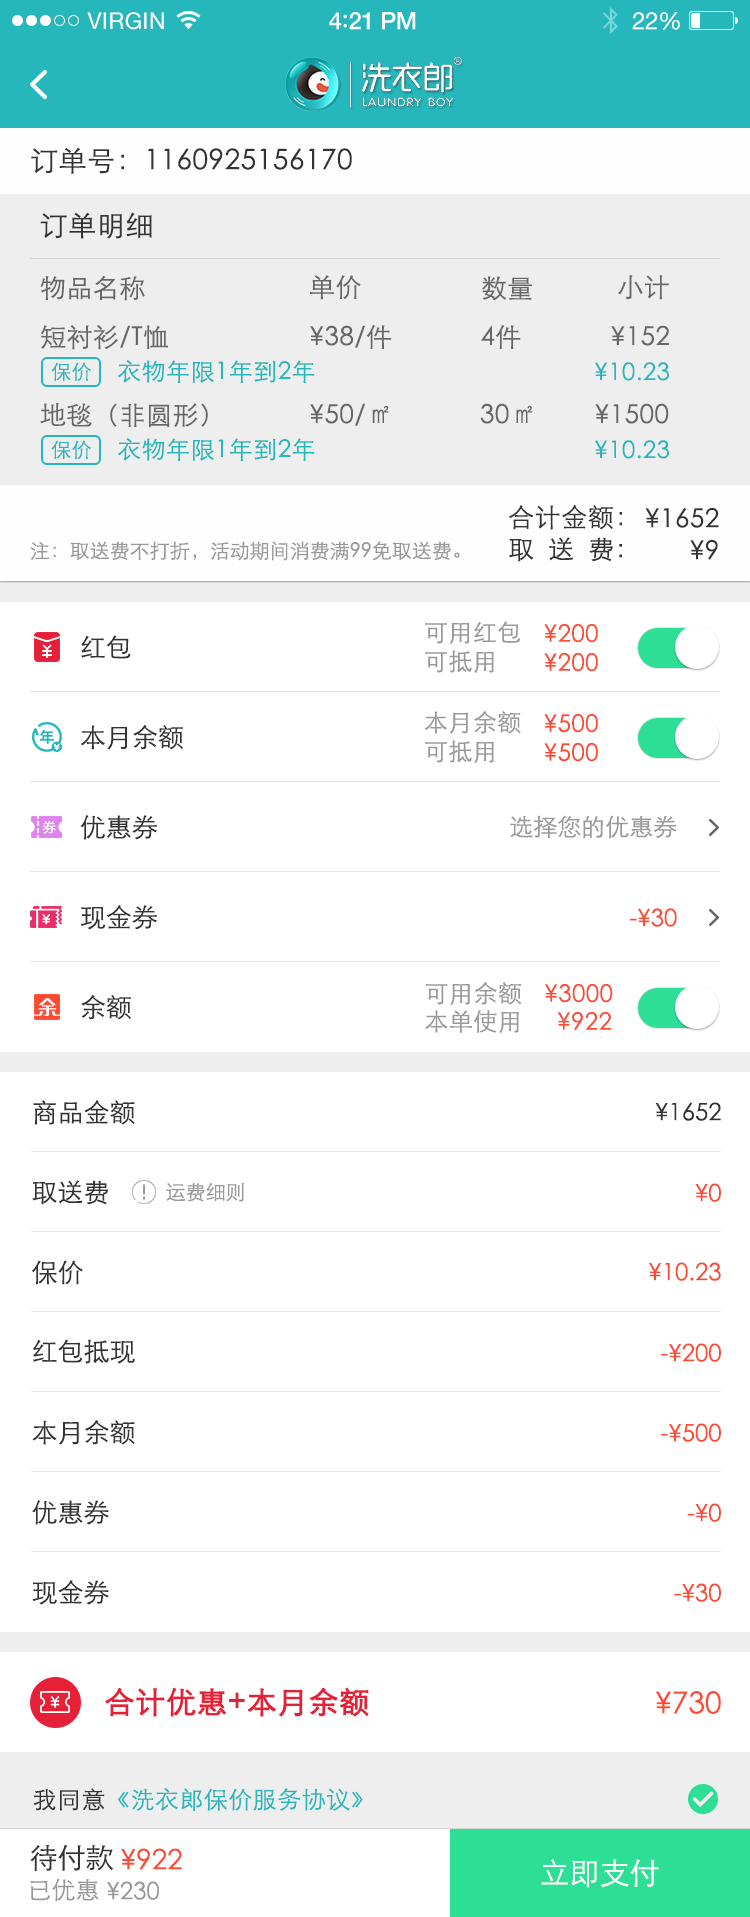 VIRGIN 4:21 PM 22%
洗衣郎®
LAUNDRY BOY
订单号：1160925156170
订单明细
物品名称 单价 数量 小计
短衬衫/T恤 ¥38/件 4件 ¥152
保价 衣物年限1年到2年 ¥10.23
地毯（非圆形） ¥50/㎡ 30㎡ ¥1500
保价 衣物年限1年到2年 ¥10.23
合计金额： ¥1652
注：取送费不打折，活动期间消费满99免取送费。 取 送 费： ¥9
¥ 红包 可用红包 ¥200
可抵用 ¥200
年 本月余额 本月余额 ¥500
可抵用 ¥500
券 优惠券 选择您的优惠券
¥ 现金券 -¥30
余 余额 可用余额 ¥3000
本单使用 ¥922
商品金额 ¥1652
取送费 ! 运费细则 ¥0
保价 ¥10.23
红包抵现 -¥200
本月余额 -¥500
优惠券 -¥0
现金券 -¥30
¥ 合计优惠+本月余额 ¥730
我同意《洗衣郎保价服务协议》
待付款 ¥922
已优惠 ¥230
立即支付